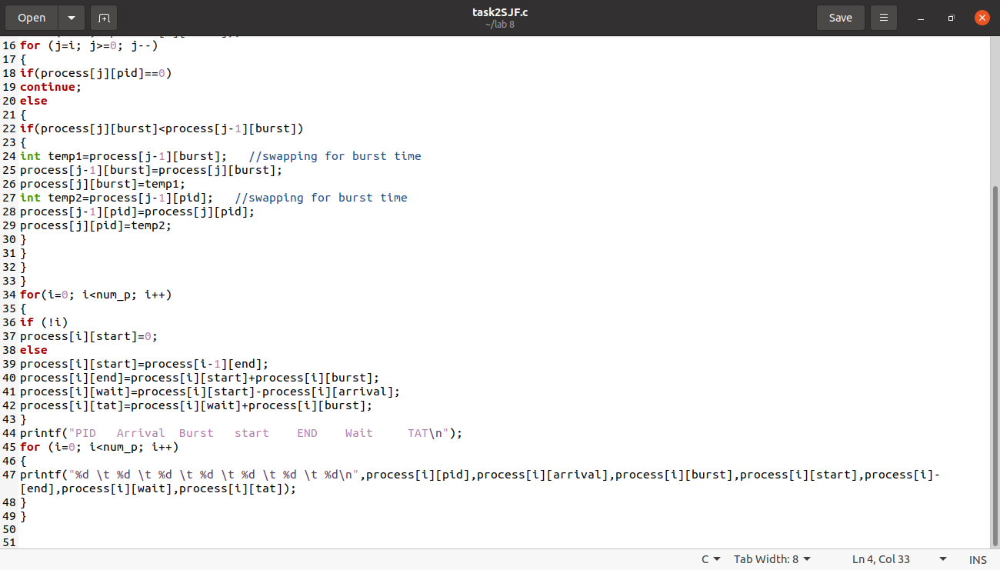 Open
task2SJF.c
~/lab 8
Save
16 for (j=i; j>=0; j--)
17 {
18 if(process[j][pid]==0)
19 continue;
20 else
21 {
22 if(process[j][burst]<process[j-1][burst])
23 {
24 int temp1=process[j-1][burst];   //swapping for burst time
25 process[j-1][burst]=process[j][burst];
26 process[j][burst]=temp1;
27 int temp2=process[j-1][pid];   //swapping for burst time
28 process[j-1][pid]=process[j][pid];
29 process[j][pid]=temp2;
30 }
31 }
32 }
33 }
34 for(i=0; i<num_p; i++)
35 {
36 if (!i)
37 process[i][start]=0;
38 else
39 process[i][start]=process[i-1][end];
40 process[i][end]=process[i][start]+process[i][burst];
41 process[i][wait]=process[i][start]-process[i][arrival];
42 process[i][tat]=process[i][wait]+process[i][burst];
43 }
44 printf("PID   Arrival  Burst   start    END    Wait     TAT\n");
45 for (i=0; i<num_p; i++)
46 {
47 printf("%d \t %d \t %d \t %d \t %d \t %d \t %d\n",process[i][pid],process[i][arrival],process[i][burst],process[i][start],process[i]-
[end],process[i][wait],process[i][tat]);
48 }
49 }
50
51
C Tab Width: 8 Ln 4, Col 33 INS